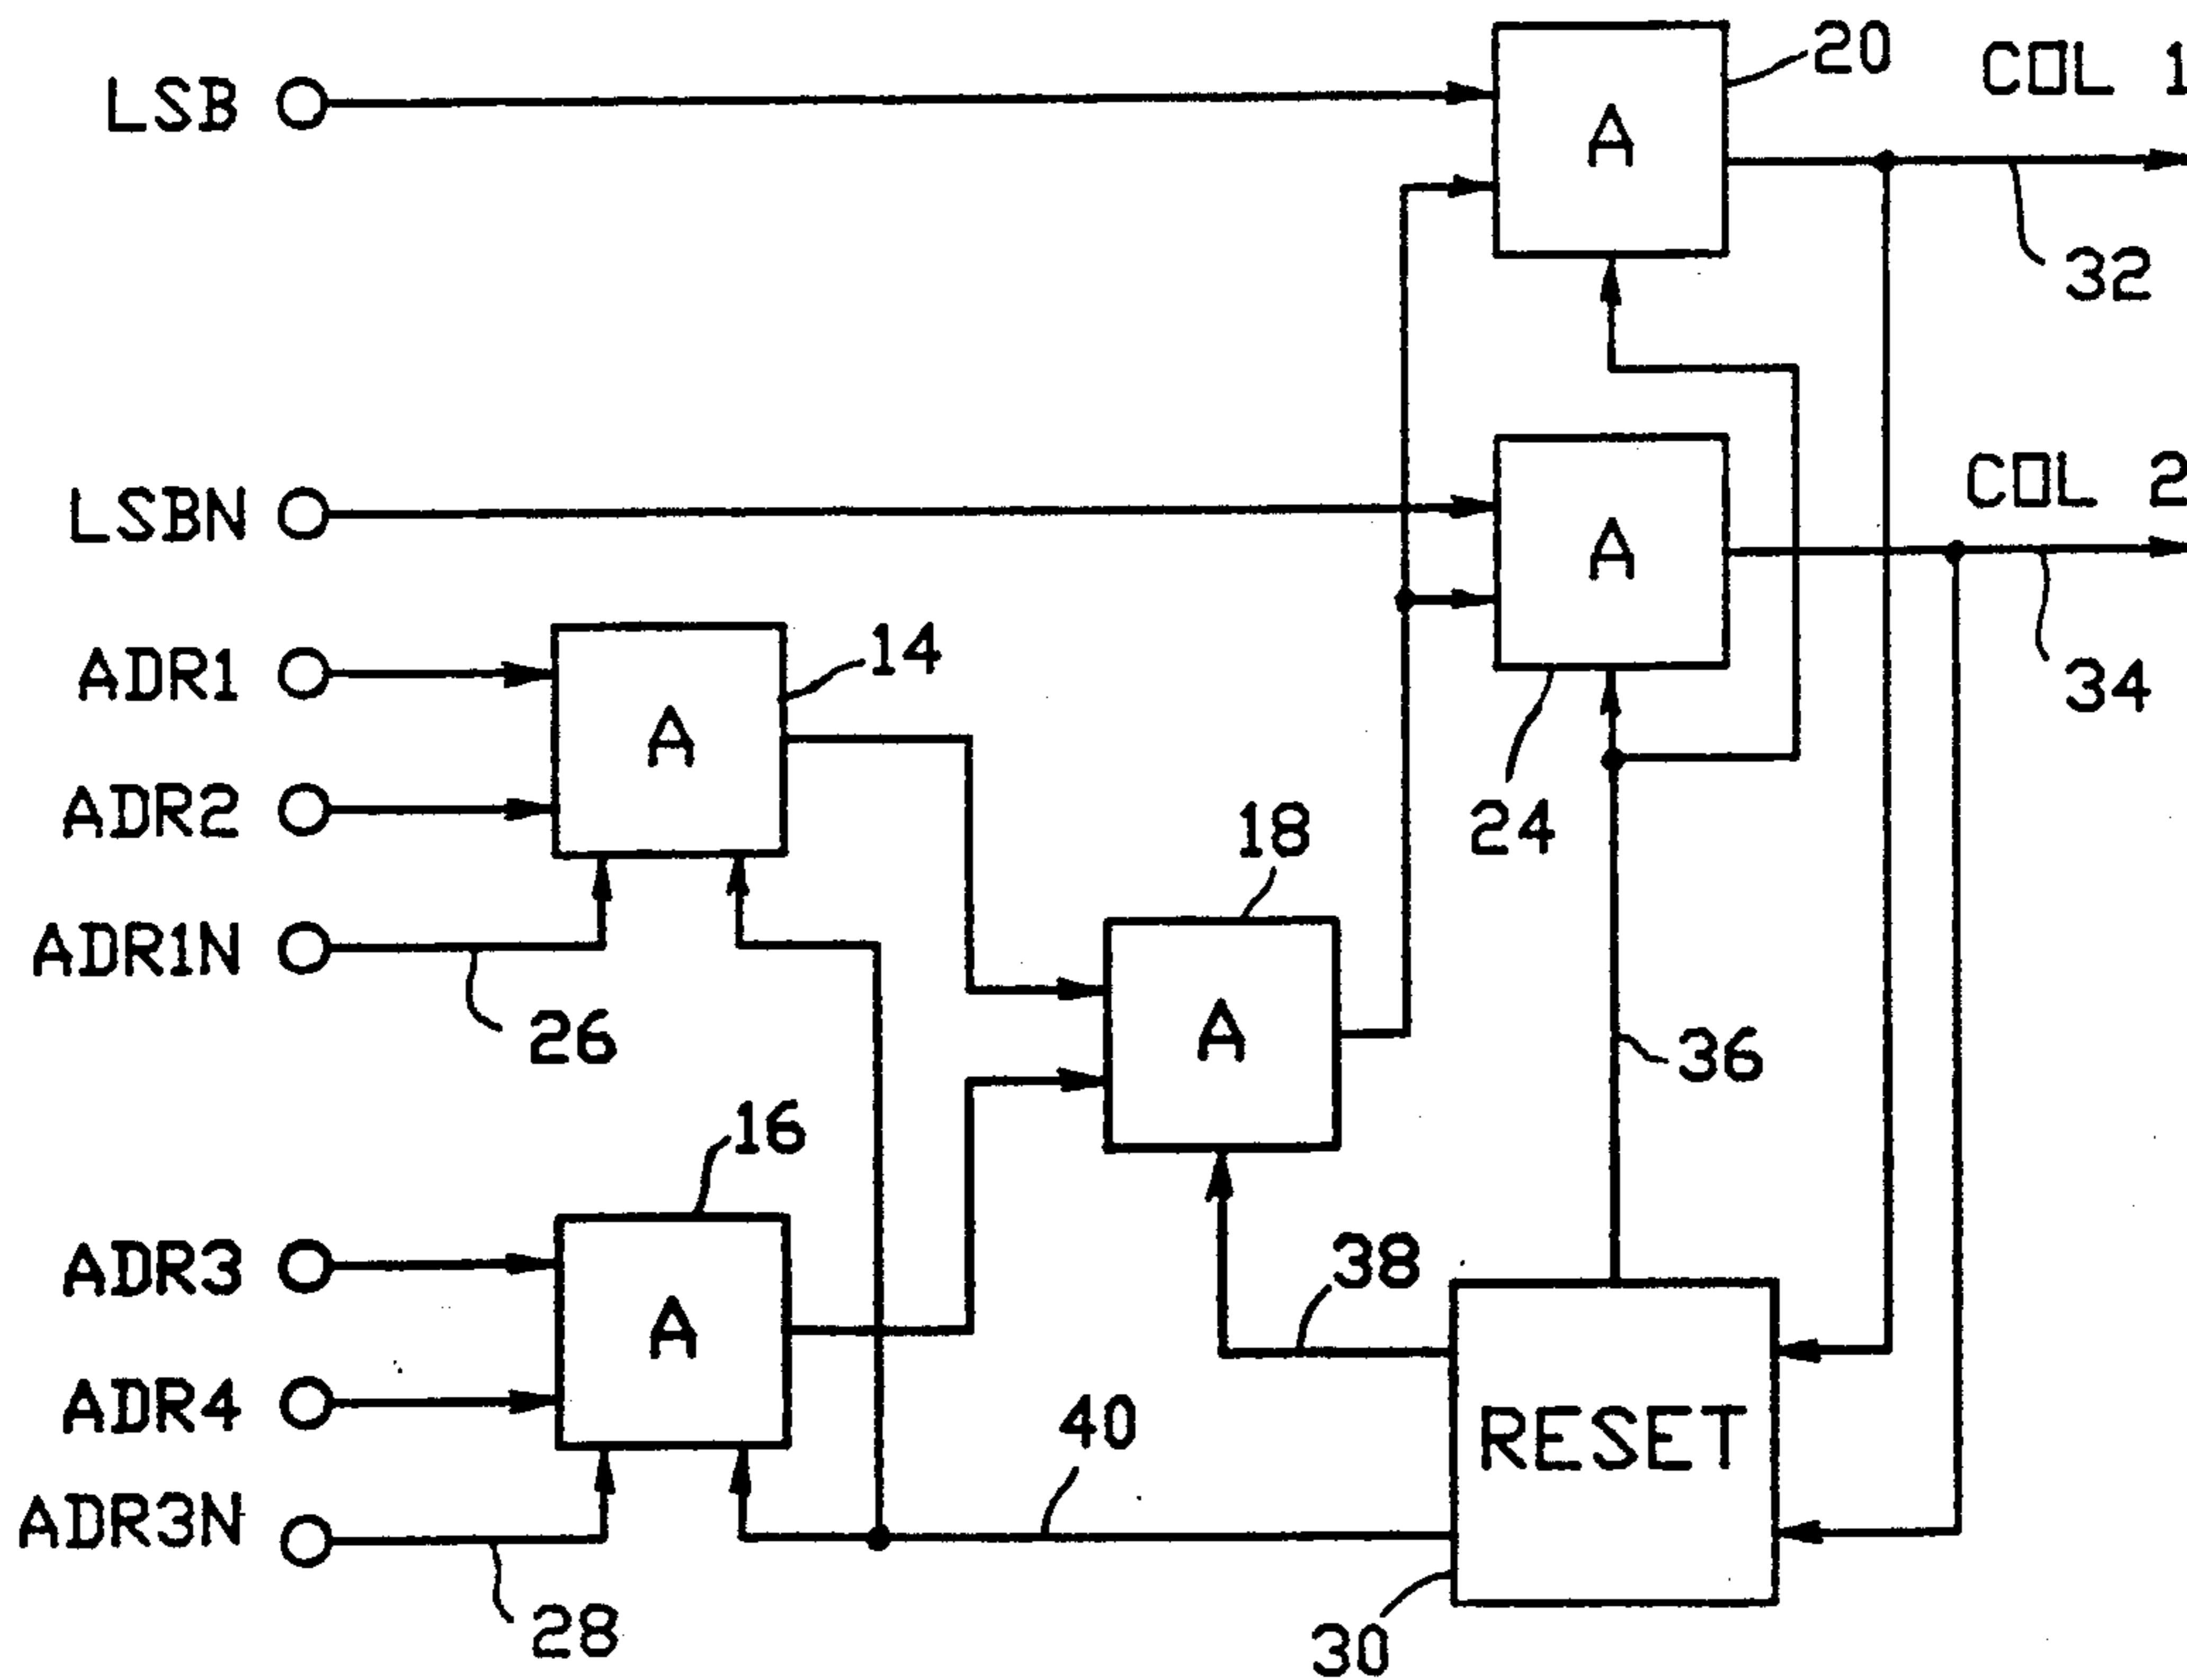 20
COL 1
LSB
A
32
COL 2
LSBN
A
34
14
ADR1
A
ADR2
24
18
ADR1N
26
A
36
16
ADR3
38
A
ADR4
40
RESET
ADR3N
28
30